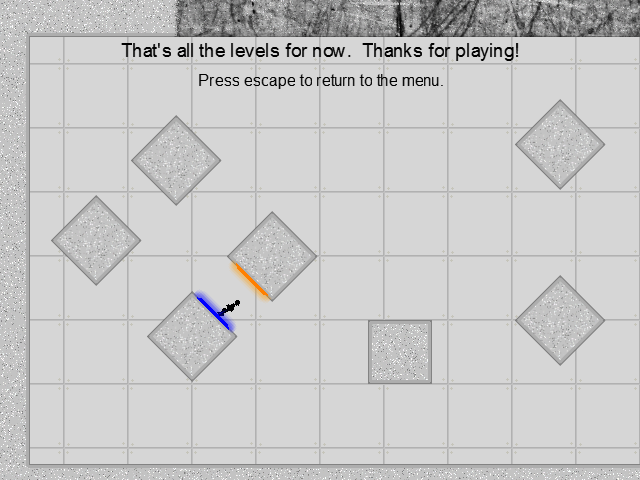 That's all the levels for now.  Thanks for playing!
Press escape to return to the menu.